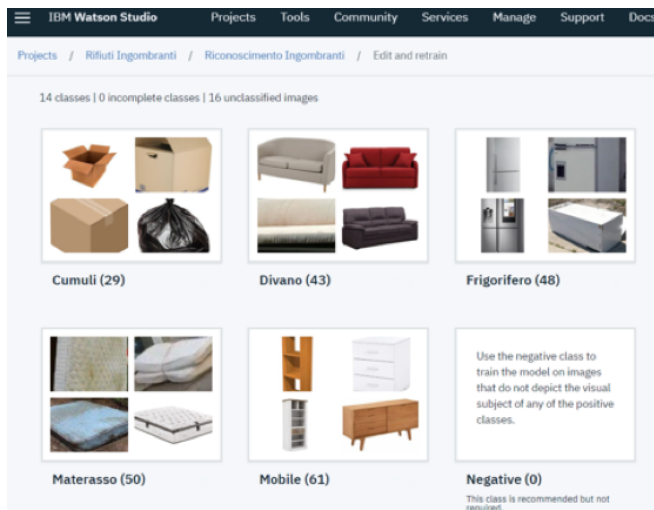 IBM Watson Studio Projects Tools Community Services Manage Support Docs
Projects / Rifiuti Ingombranti / Riconoscimento Ingombranti / Edit and retrain
14 classes | 0 incomplete classes | 16 unclassified images
Cumuli (29) Divano (43) Frigorifero (48)
Use the negative class to
train the model on images
that do not depict the visual
subject of any of the positive
classes.
Materasso (50) Mobile (61) Negative (0)
This class is recommended but not
required.